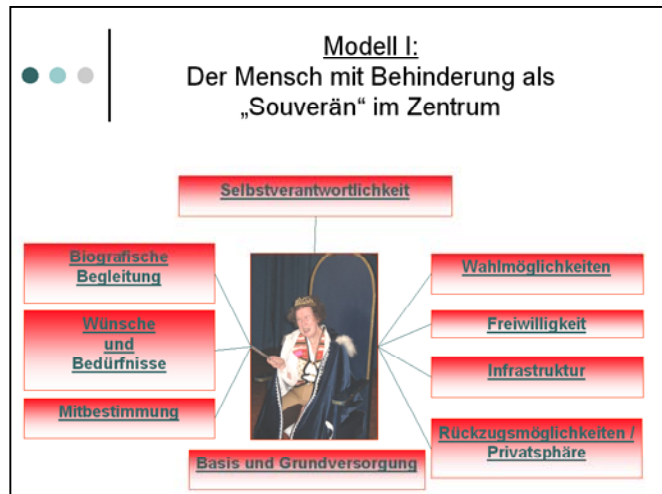 Modell I:
Der Mensch mit Behinderung als
„Souverän“ im Zentrum
Selbstverantwortlichkeit
Biografische
Begleitung
Wünsche
und
Bedürfnisse
Mitbestimmung
Wahlmöglichkeiten
Freiwilligkeit
Infrastruktur
Rückzugsmöglichkeiten /
Privatsphäre
Basis und Grundversorgung